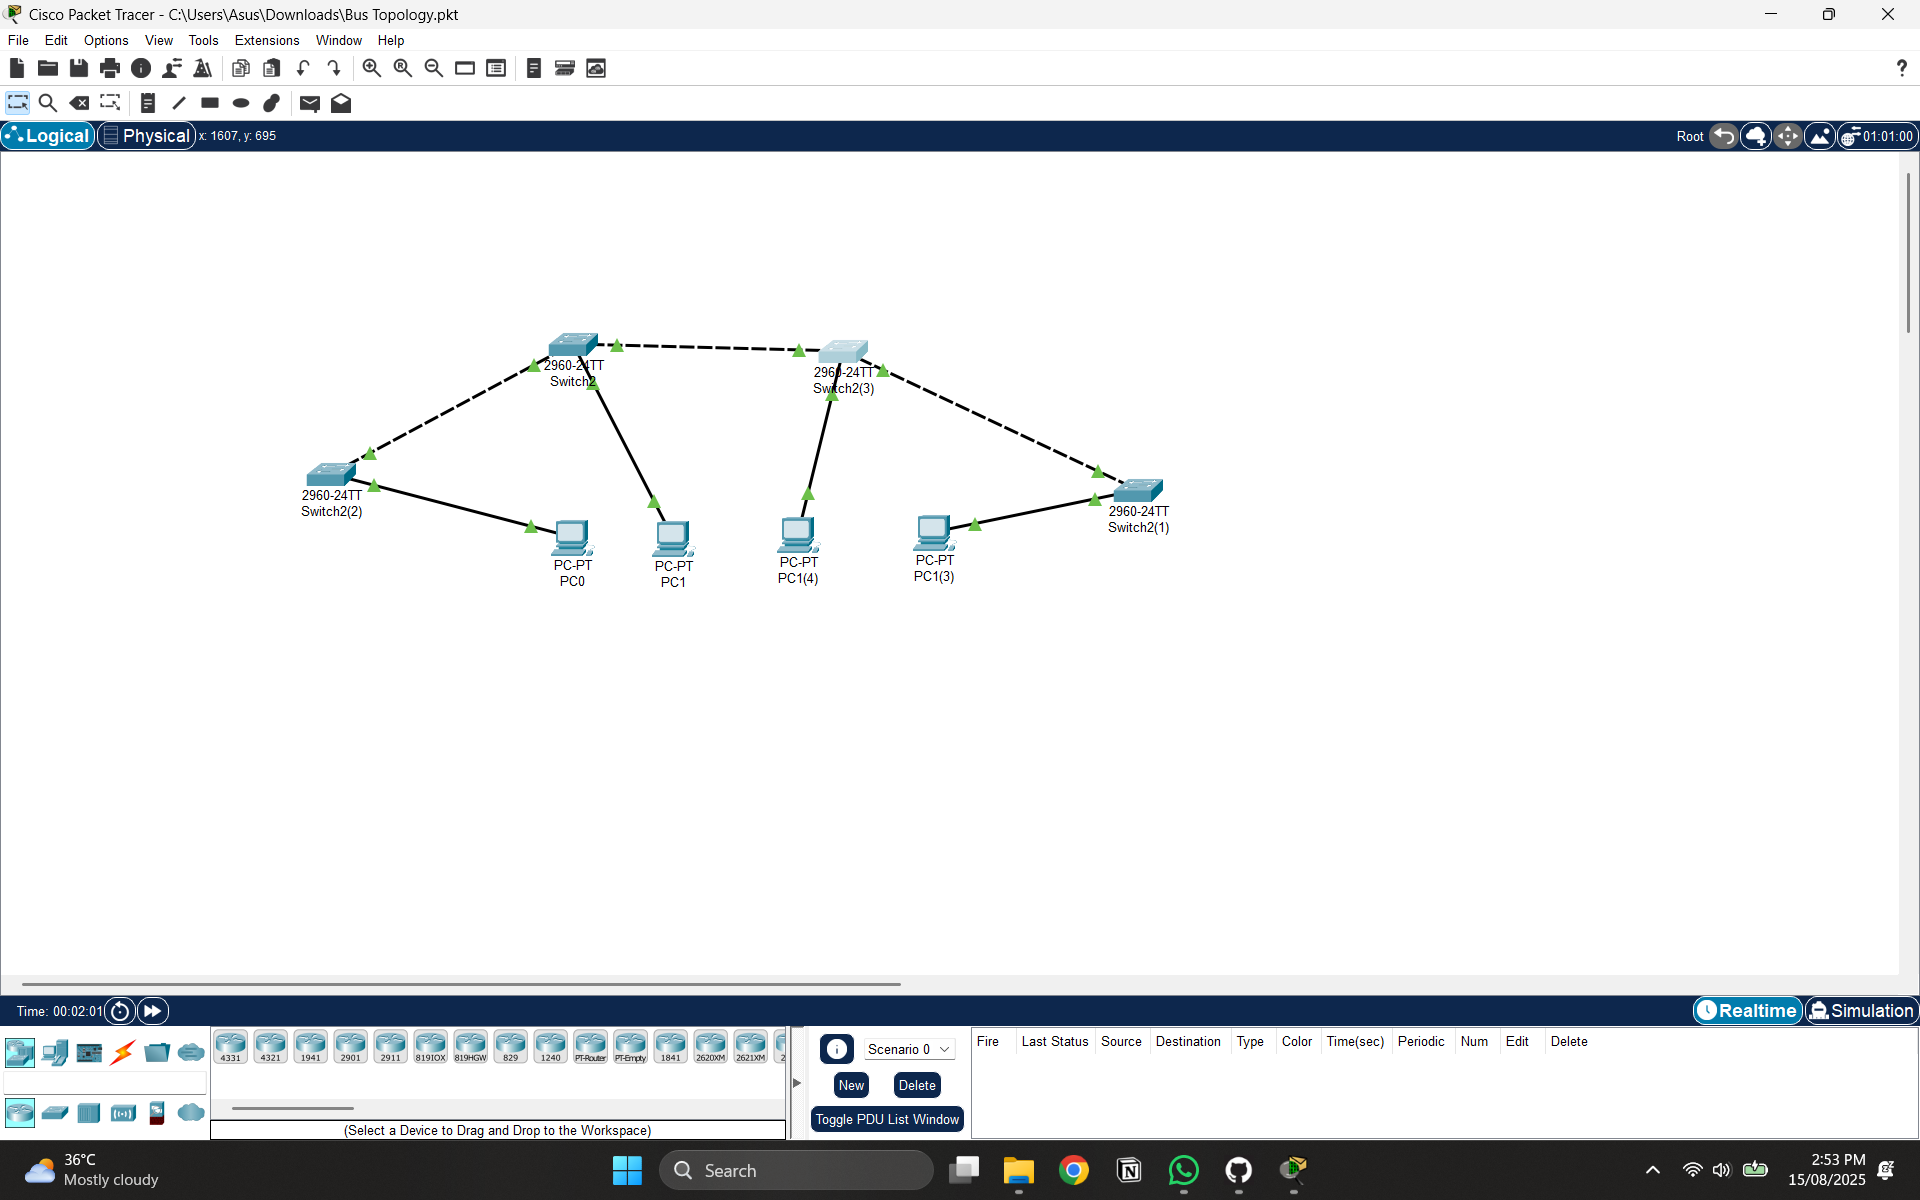 Cisco Packet Tracer - C:\Users\Asus\Downloads\Bus Topology.pkt
File Edit Options View Tools Extensions Window Help
Logical Physical x: 1607, y: 695 Root 01:01:00
2960-24TT
Switch2
2960-24TT
Switch2(3)
2960-24TT
Switch2(2)
2960-24TT
Switch2(1)
PC-PT
PC0
PC-PT
PC1
PC-PT
PC1(4)
PC-PT
PC1(3)
Time: 00:02:01 Realtime Simulation
4331 4321 1941 2901 2911 819IOX 819HGW 829 1240 PT-Router PT-Empty 1841 2620XM 2621XM 2
(Select a Device to Drag and Drop to the Workspace)
Scenario 0
New Delete
Toggle PDU List Window
Fire Last Status Source Destination Type Color Time(sec) Periodic Num Edit Delete
36°C
Mostly cloudy
Search
2:53 PM
15/08/2025